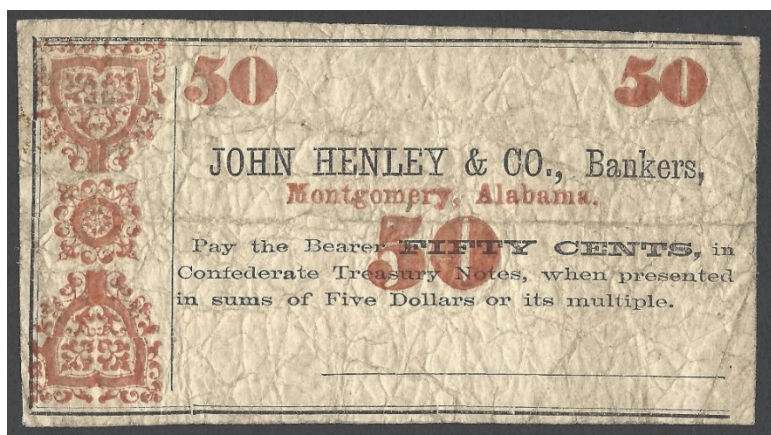 50 50
JOHN HENLEY & CO., Bankers,
Montgomery, Alabama.
50
Pay the Bearer FIFTY CENTS, in
Confederate Treasury Notes, when presented
in sums of Five Dollars or its multiple.